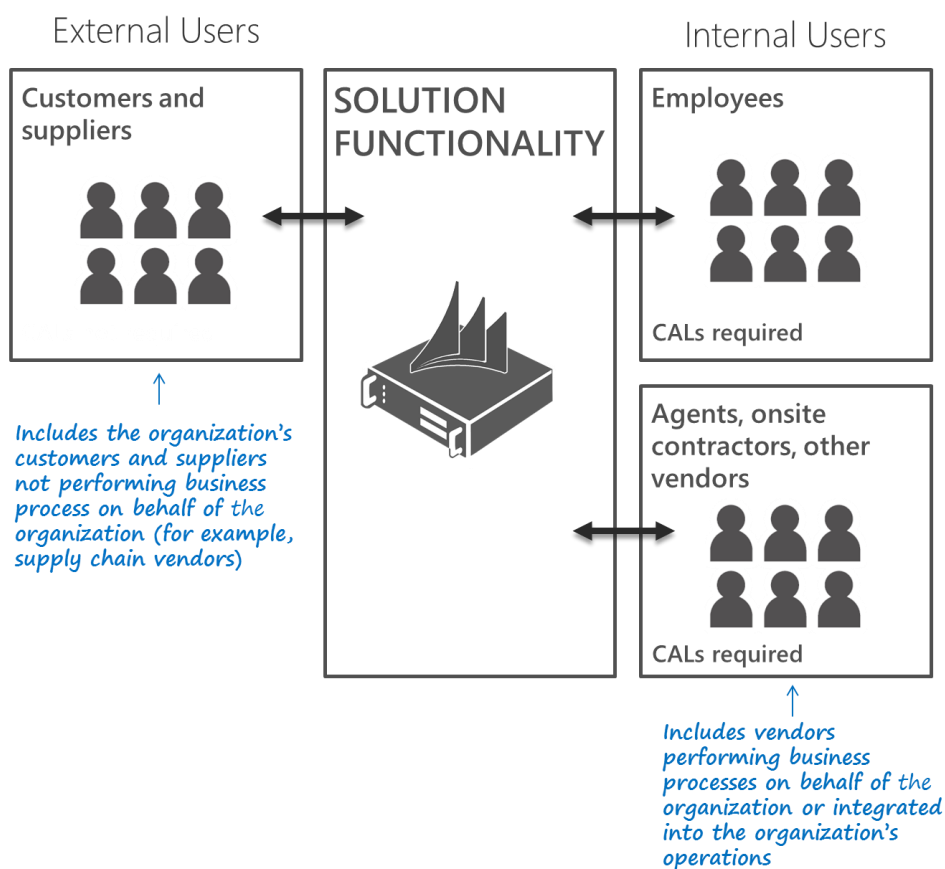 External Users
Internal Users
Customers and
suppliers
SOLUTION
FUNCTIONALITY
Employees
CALs required
Agents, onsite
contractors, other
vendors
CALs required
Includes the organization's
customers and suppliers
not performing business
process on behalf of the
organization (for example,
supply chain vendors)
Includes vendors
performing business
processes on behalf of the
organization or integrated
into the organization's
operations